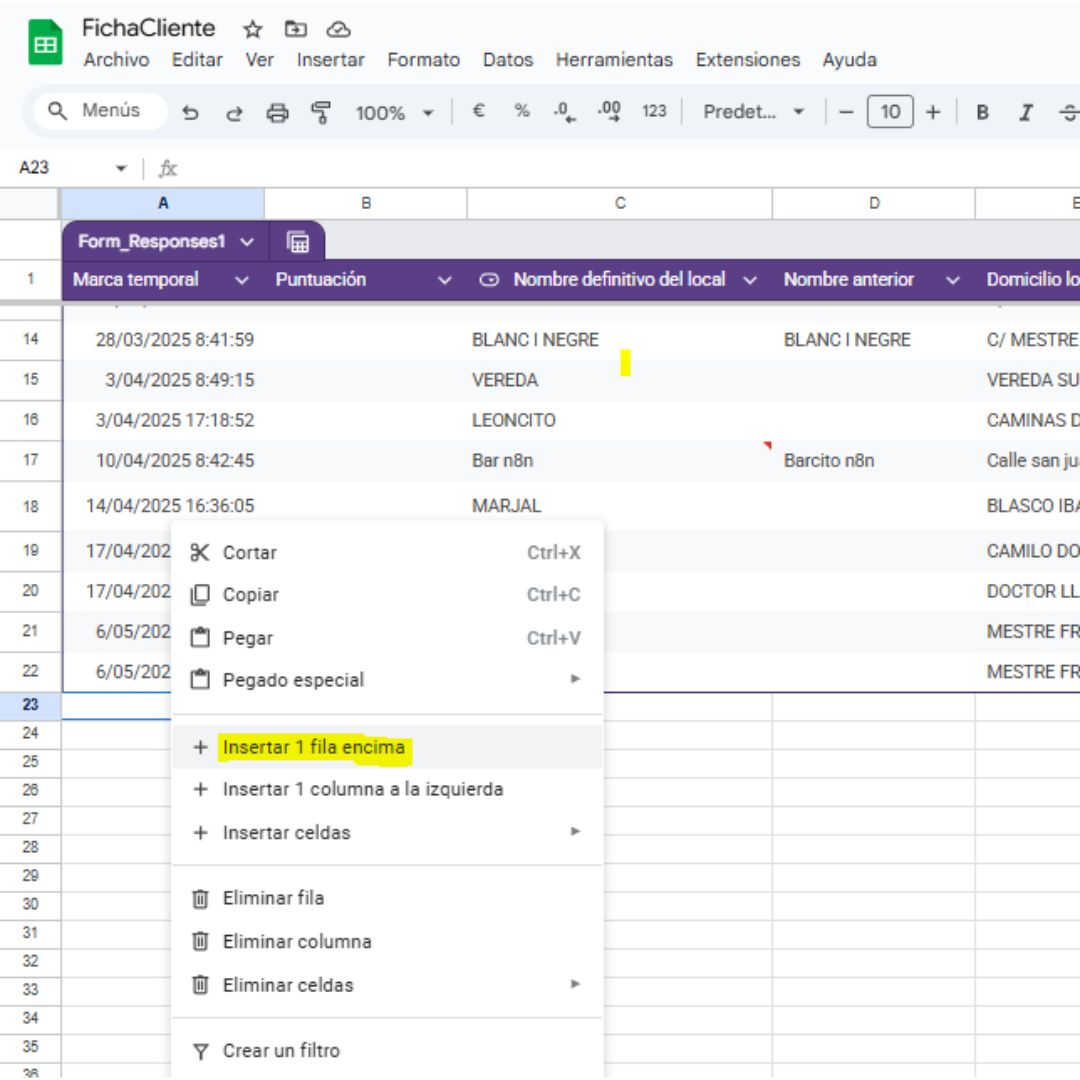 FichaCliente
Archivo Editar Ver Insertar Formato Datos Herramientas Extensiones Ayuda
Menús 100% € % .0 .00 123 Predet... − 10 + B I S
A23 fx
A B C D E
Form_Responses1
1 Marca temporal Puntuación Nombre definitivo del local Nombre anterior Domicilio lo
14 28/03/2025 8:41:59 BLANC I NEGRE BLANC I NEGRE C/ MESTRE
15 3/04/2025 8:49:15 VEREDA VEREDA SU
16 3/04/2025 17:18:52 LEONCITO CAMINAS D
17 10/04/2025 8:42:45 Bar n8n Barcito n8n Calle san ju
18 14/04/2025 16:36:05 MARJAL BLASCO IBA
19 17/04/202 CAMILO DO
20 17/04/202 DOCTOR LL
21 6/05/202 MESTRE FR
22 6/05/202 MESTRE FR
23
24
25
26
27
28
29
30
31
32
33
34
35
36
Cortar Ctrl+X
Copiar Ctrl+C
Pegar Ctrl+V
Pegado especial
+ Insertar 1 fila encima
+ Insertar 1 columna a la izquierda
+ Insertar celdas
Eliminar fila
Eliminar columna
Eliminar celdas
Crear un filtro